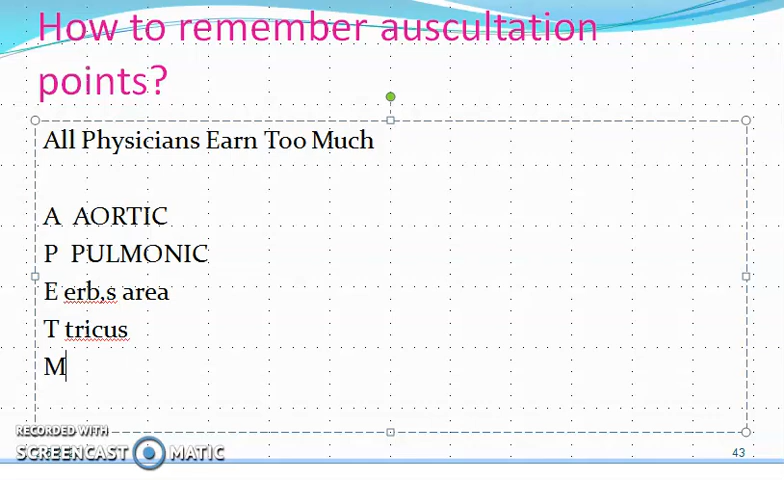 How to remember auscultation
points?
All Physicians Earn Too Much
A AORTIC
P PULMONIC
E erb,s area
T tricus
M
RECORDED WITH
SCREENCAST MATIC
43